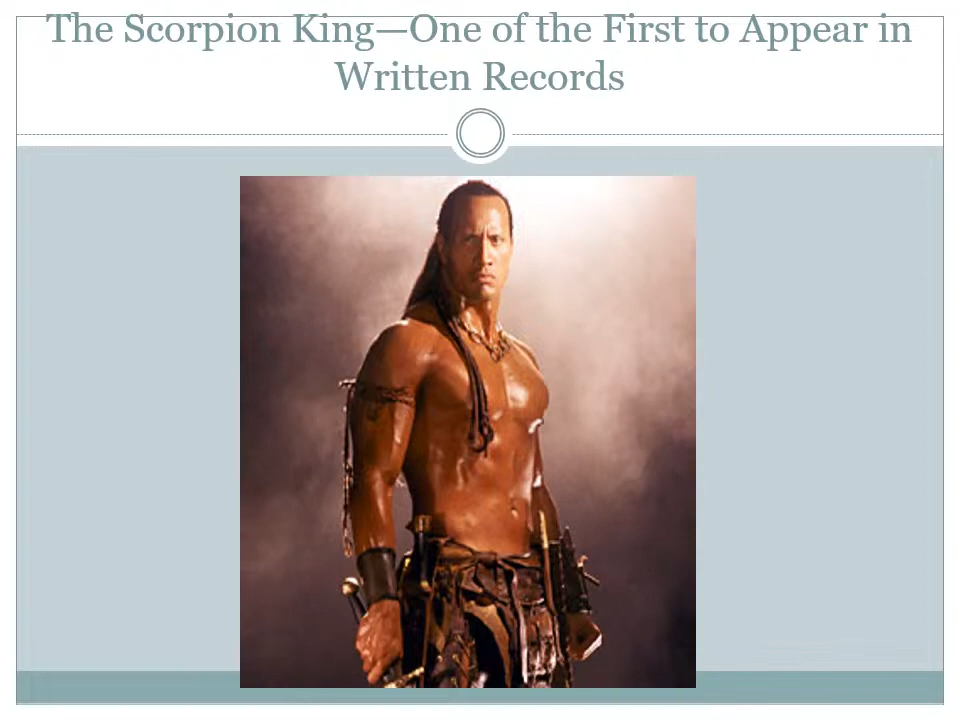 The Scorpion King—One of the First to Appear in
Written Records